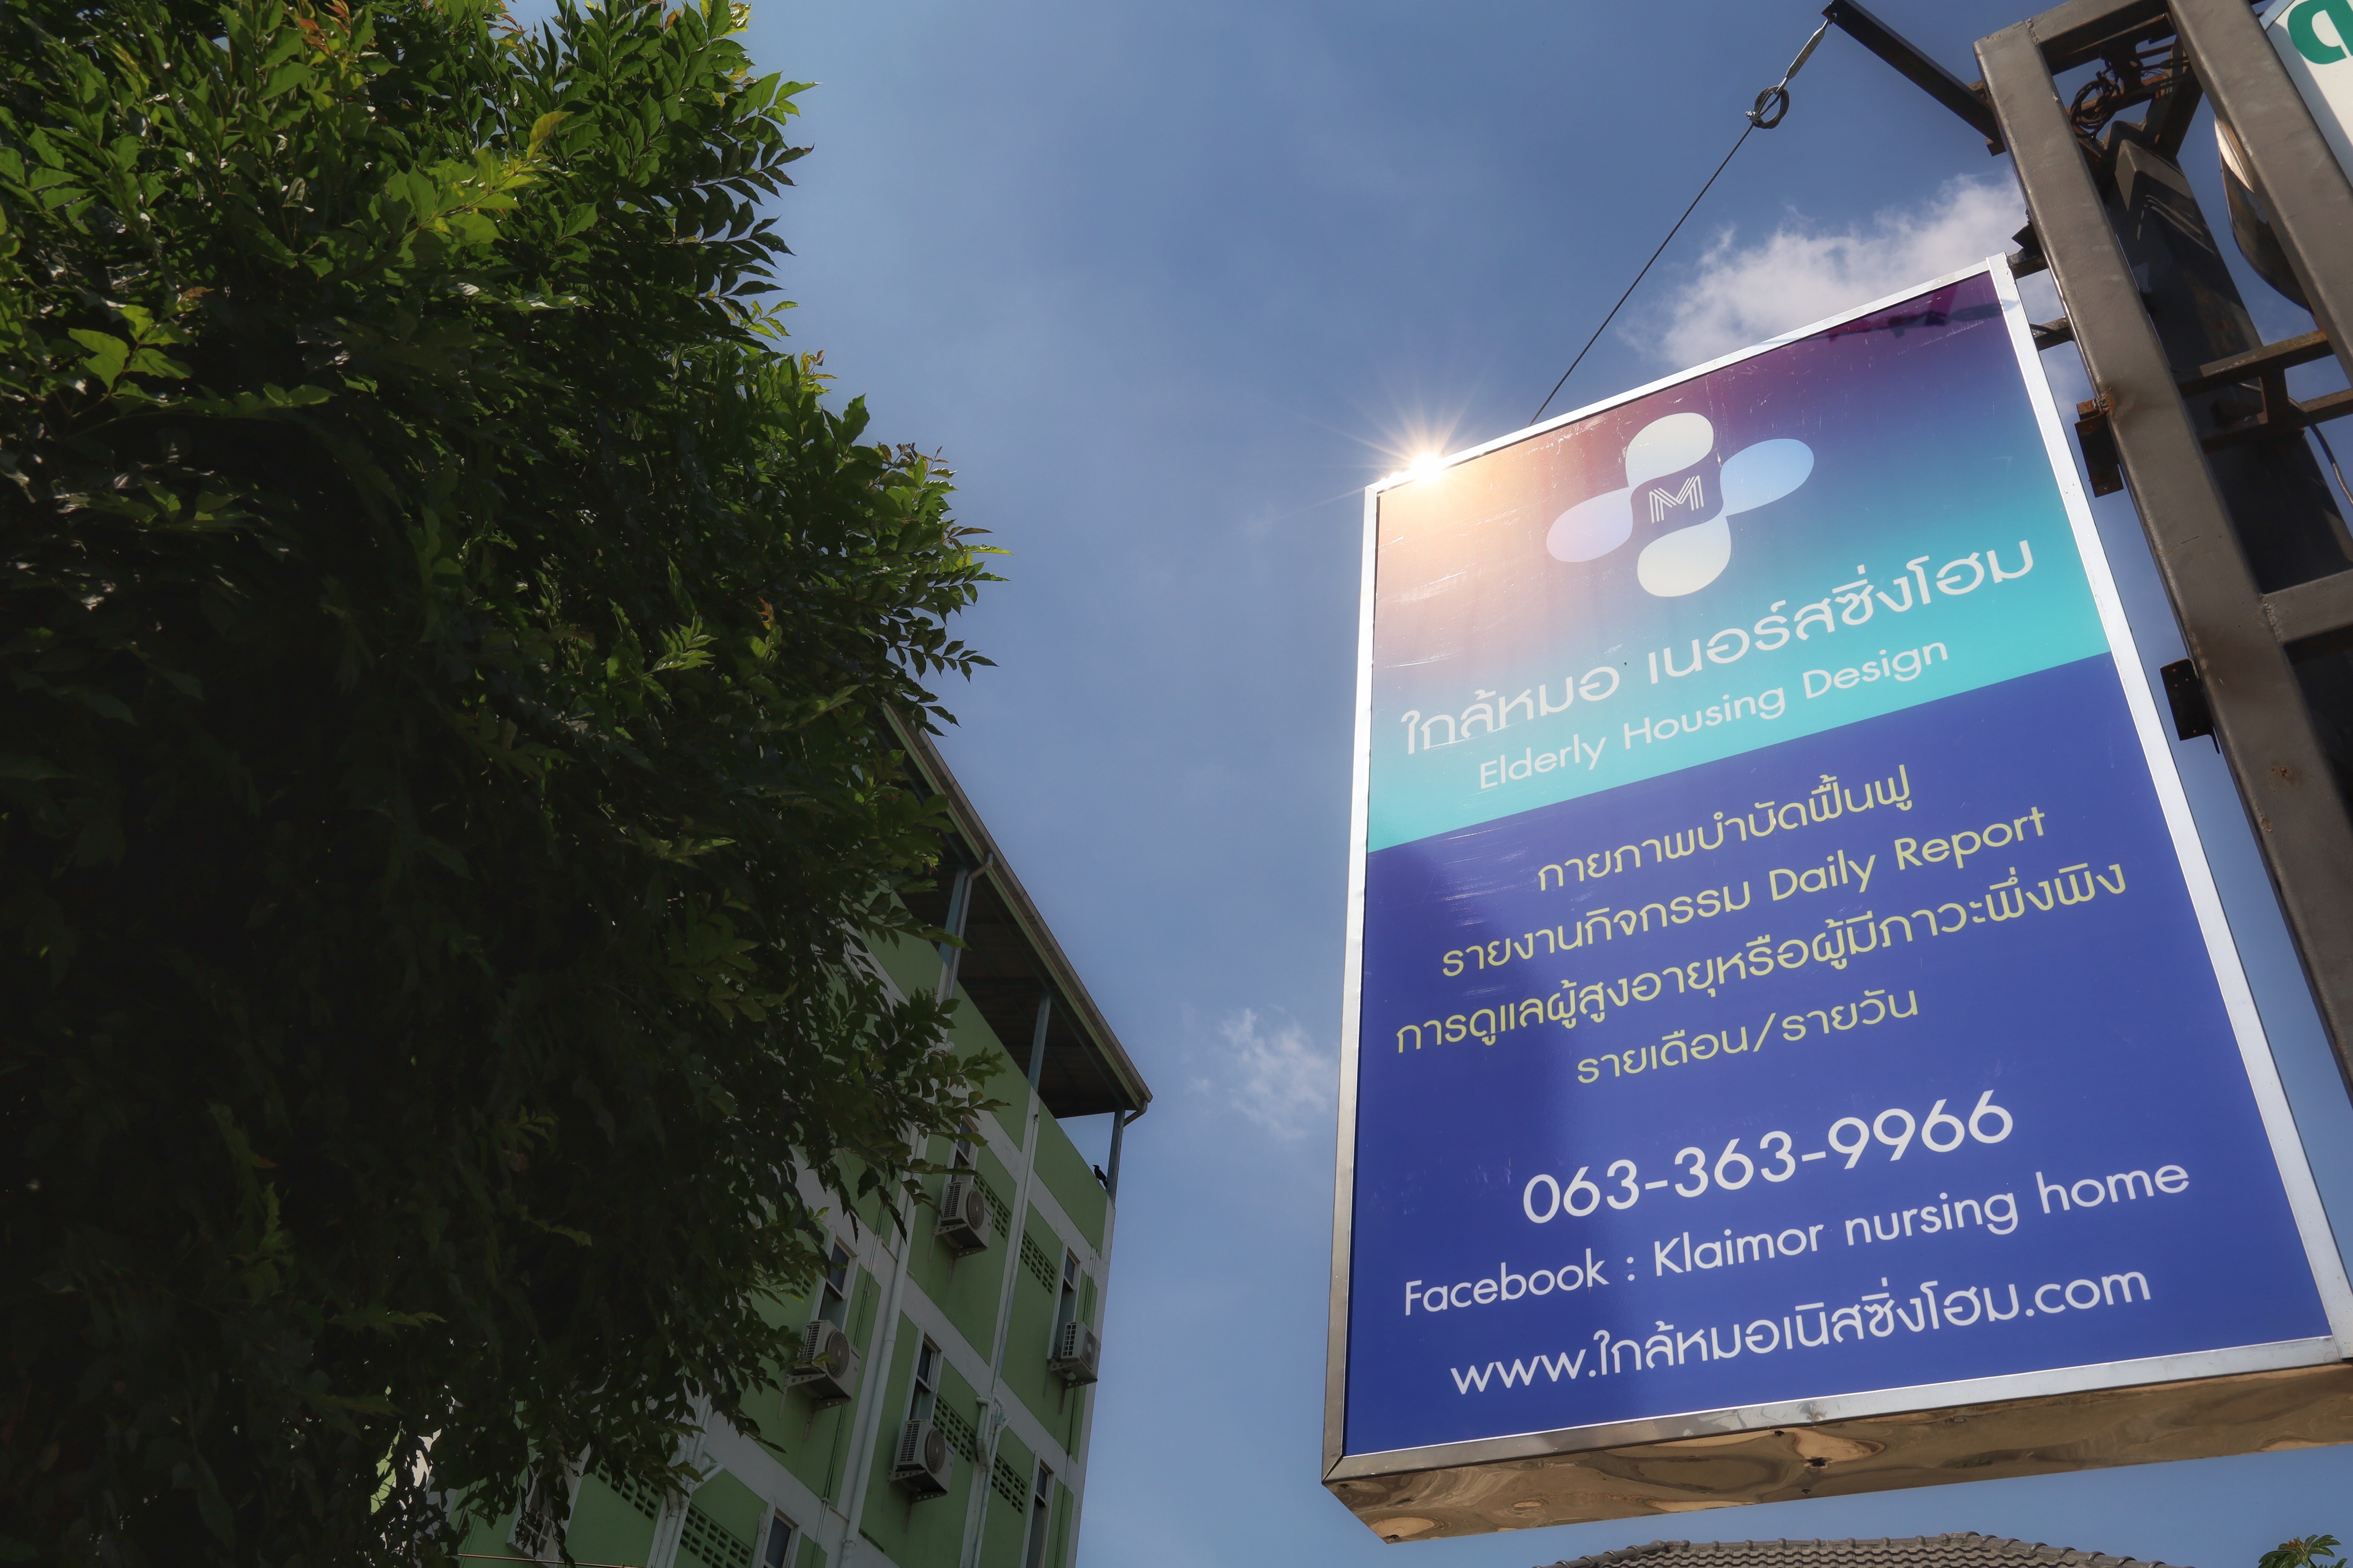 M
ใกล้หมอ เนอร์สซิ่งโฮม
Elderly Housing Design
กายภาพบำบัดฟื้นฟู
รายงานกิจกรรม Daily Report
การดูแลผู้สูงอายุหรือผู้มีภาวะพึ่งพิง
รายเดือน/รายวัน
063-363-9966
Facebook : Klaimor nursing home
www.ใกล้หมอเนิสซิ่งโฮม.com